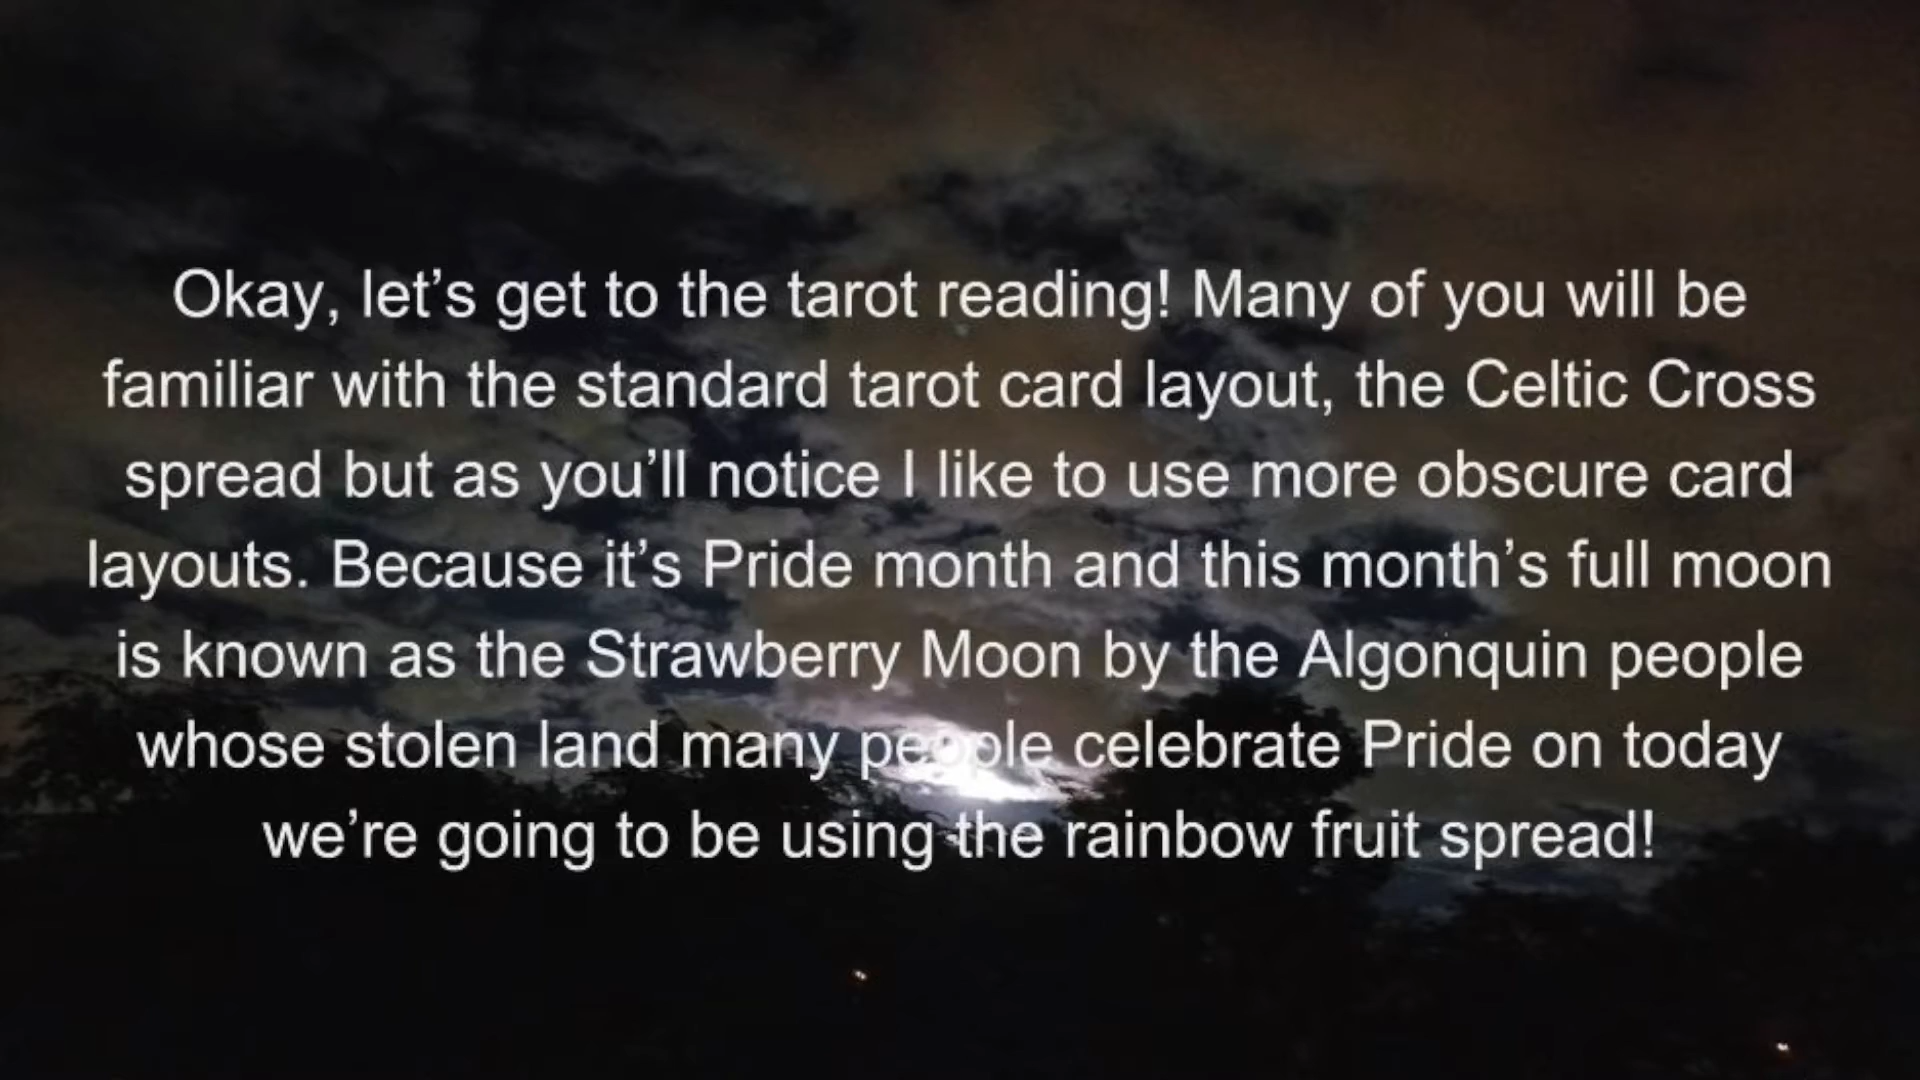 Okay, let’s get to the tarot reading! Many of you will be
familiar with the standard tarot card layout, the Celtic Cross
spread but as you’ll notice I like to use more obscure card
layouts. Because it’s Pride month and this month’s full moon
is known as the Strawberry Moon by the Algonquin people
whose stolen land many people celebrate Pride on today
we’re going to be using the rainbow fruit spread!